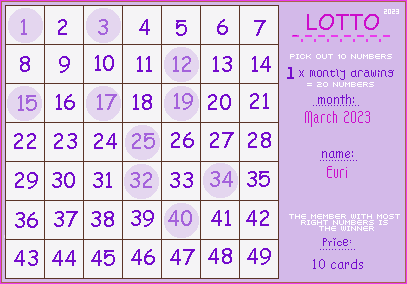 1 2 3 4 5 6 7
8 9 10 11 12 13 14
15 16 17 18 19 20 21
22 23 24 25 26 27 28
29 30 31 32 33 34 35
36 37 38 39 40 41 42
43 44 45 46 47 48 49
2023
LOTTO
PICK OUT 10 NUMBERS
1 x montly drawing
= 20 NUMBERS
month:
March 2023
name:
Euri
THE MEMBER WITH MOST
RIGHT NUMBERS IS
THE WINNER
Price:
10 cards